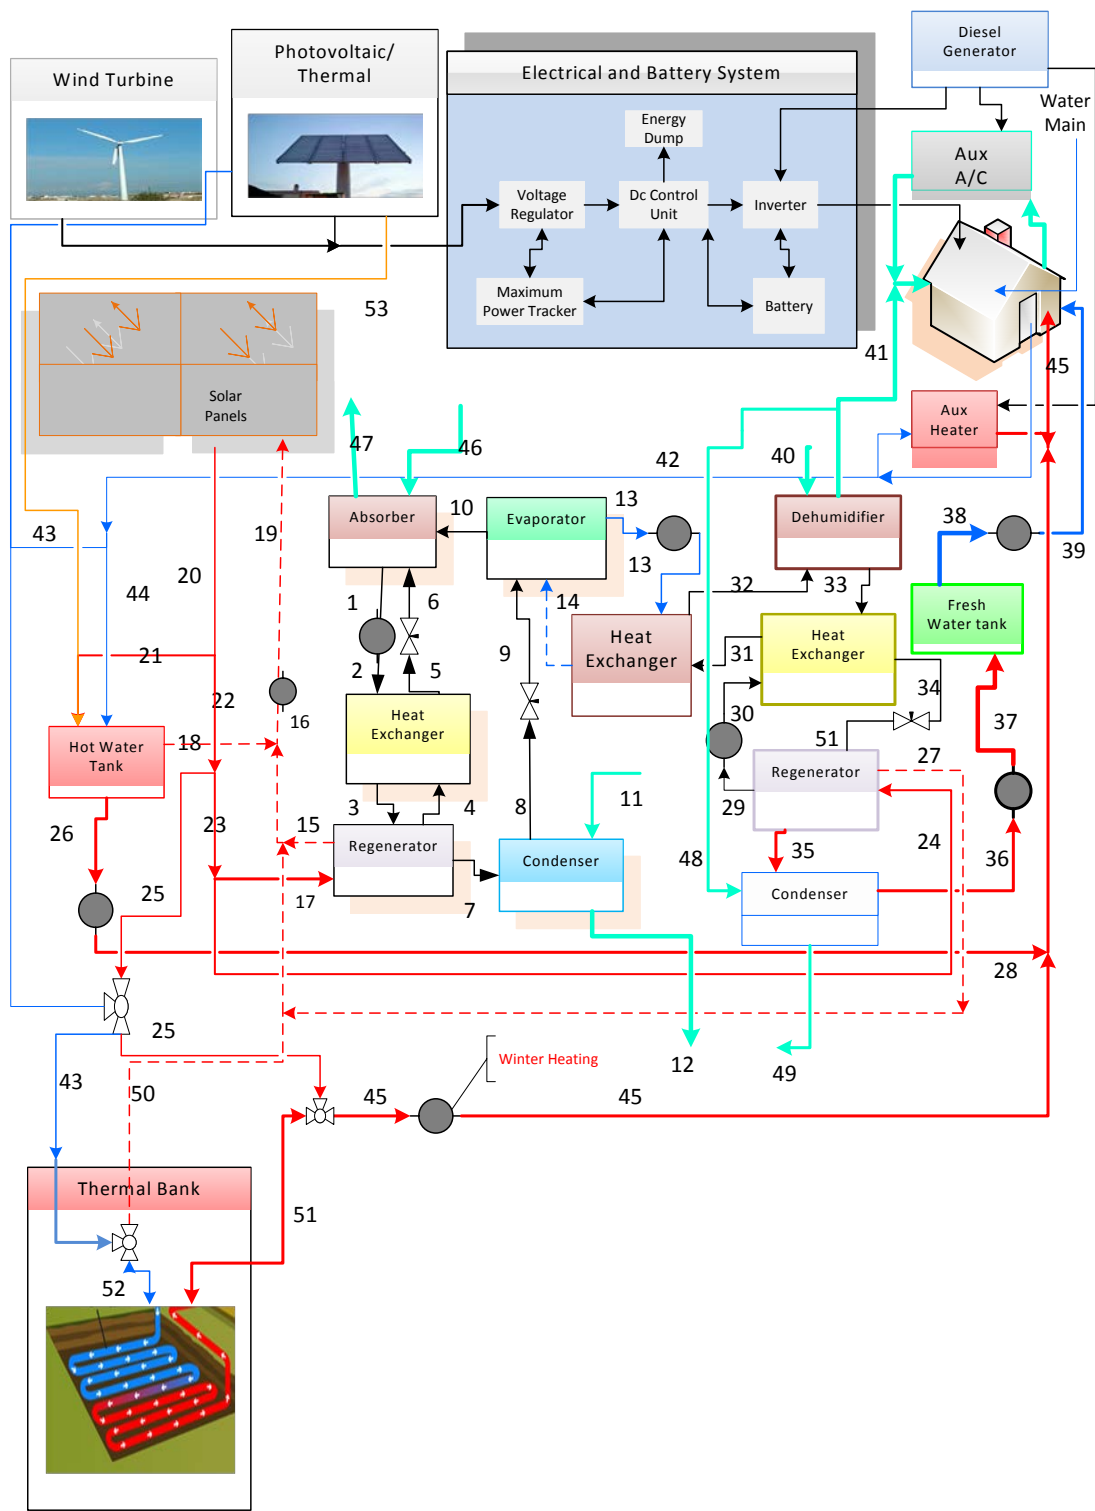 Wind Turbine
Photovoltaic/
Thermal
Electrical and Battery System
Diesel
Generator
Water
Main
Energy
Dump
Aux
A/C
Voltage
Regulator
Dc Control
Unit
Inverter
Maximum
Power Tracker
Battery
53
41
45
Solar
Panels
Aux
Heater
47
46
42
40
Absorber
10
Evaporator
13
Dehumidifier
38
43
19
13
39
20
44
1
6
14
32
33
Fresh
Water tank
Heat
Exchanger
Heat
Exchanger
21
2
5
9
31
34
22
16
30
37
Hot Water
Tank
18
Heat
Exchanger
51
27
Regenerator
29
26
23
15
3
4
8
11
24
Regenerator
Condenser
35
36
48
Condenser
25
17
7
28
25
12
49
43
50
Winter Heating
45
45
Thermal Bank
51
52